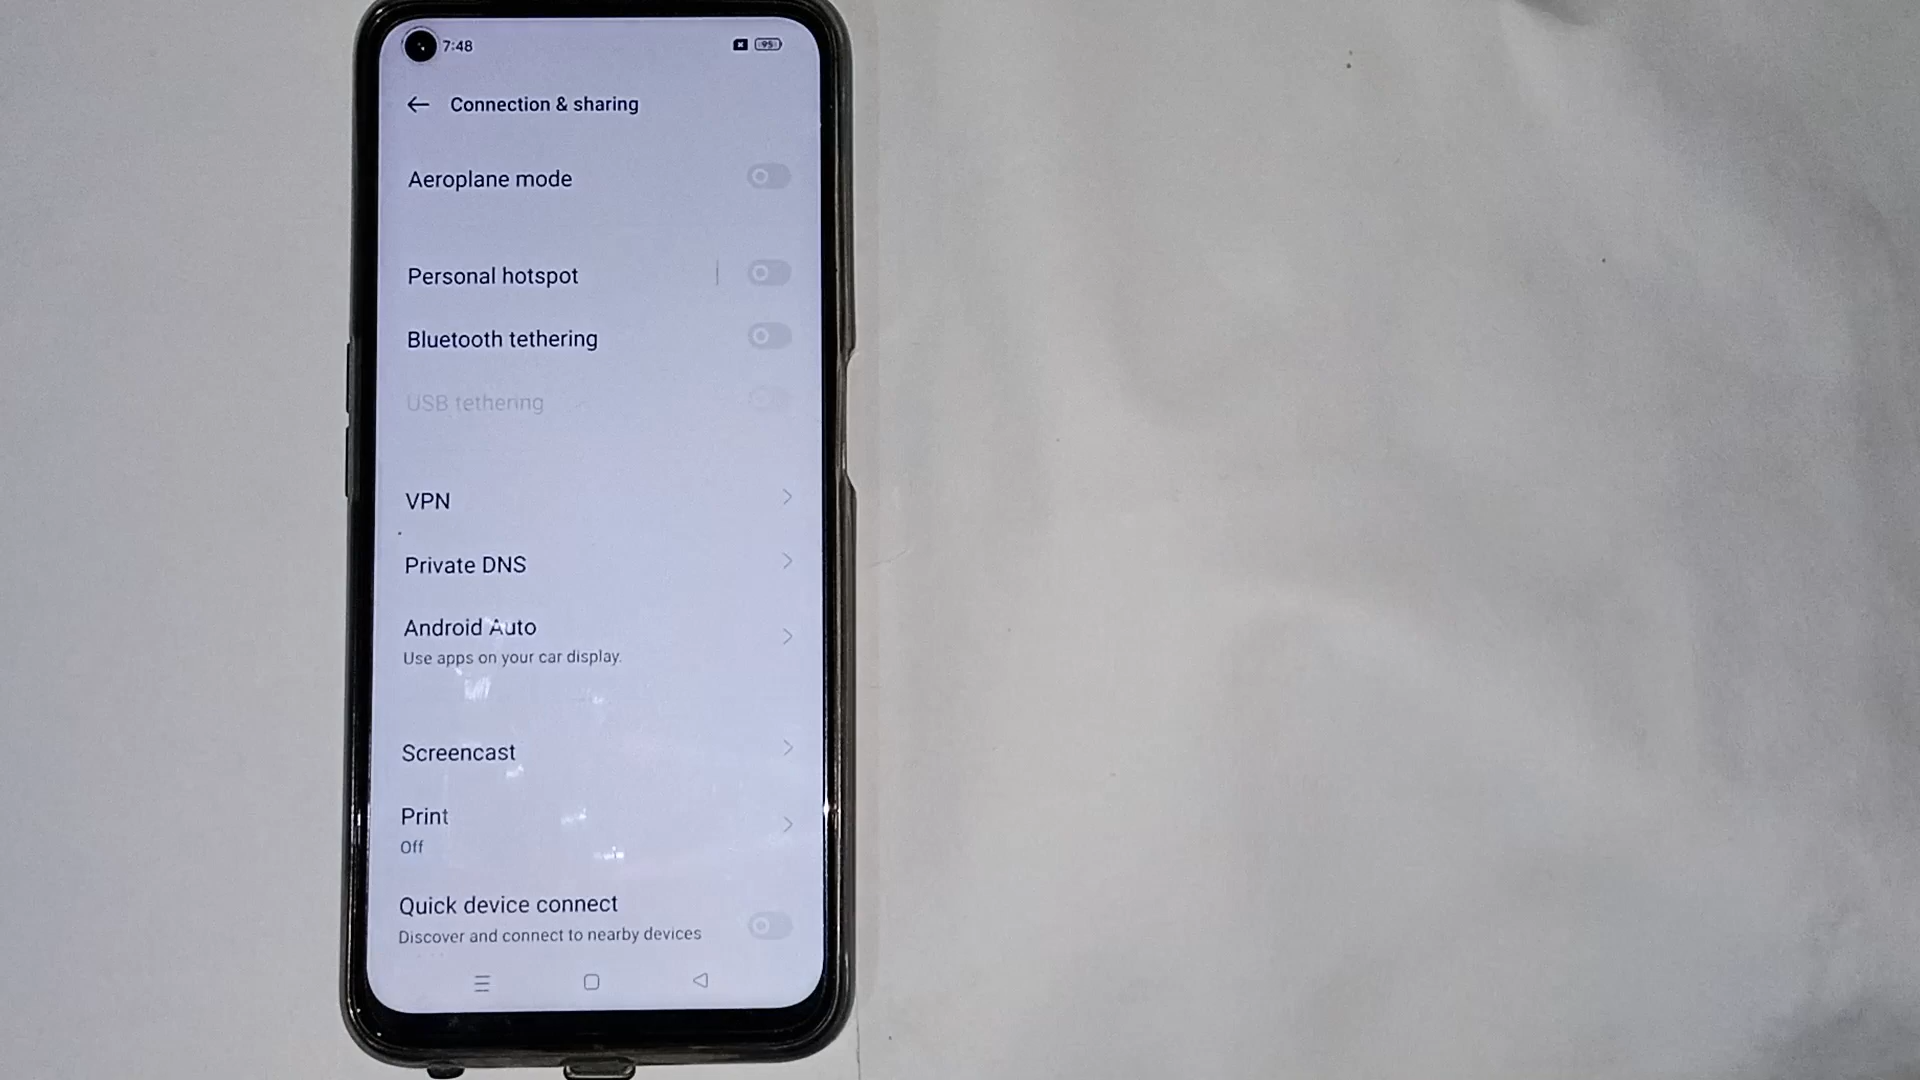 7:48
95
Connection & sharing
Aeroplane mode
Personal hotspot
Bluetooth tethering
USB tethering
VPN
Private DNS
Android Auto
Use apps on your car display.
Screencast
Print
Off
Quick device connect
Discover and connect to nearby devices